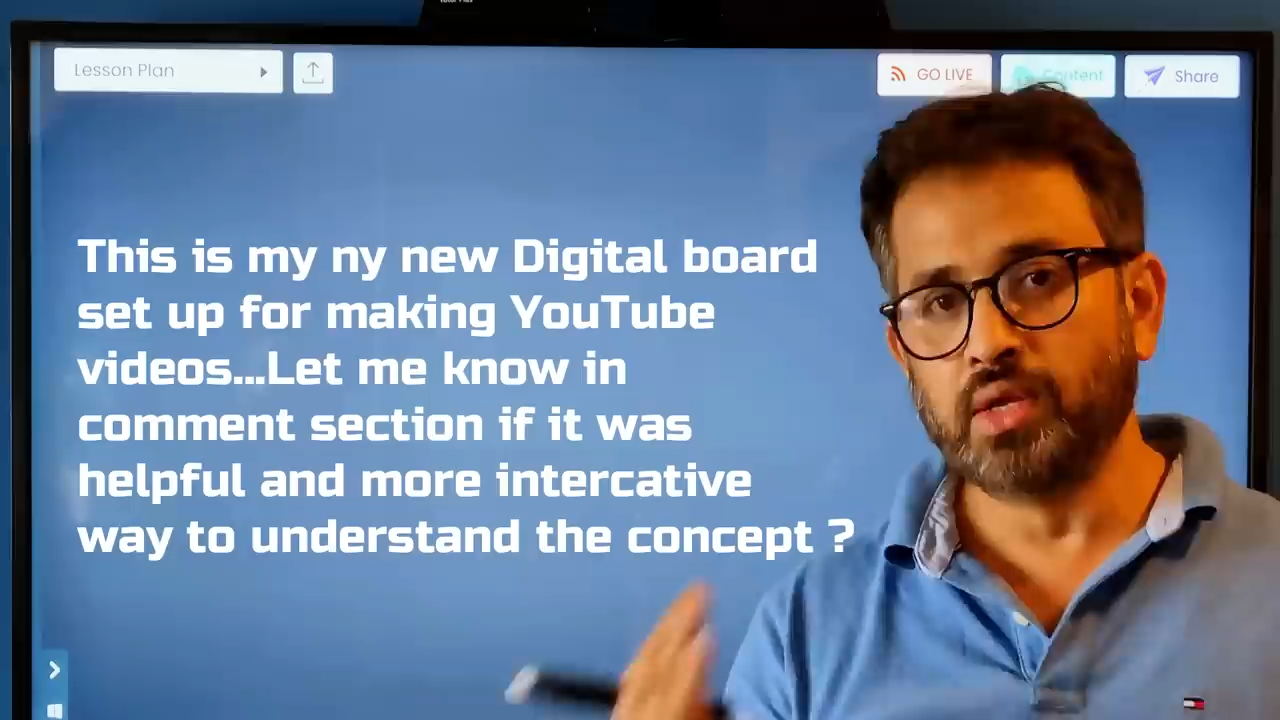 Lesson Plan
GO LIVE
Content
Share
This is my ny new Digital board
set up for making YouTube
videos...Let me know in
comment section if it was
helpful and more intercative
way to understand the concept ?